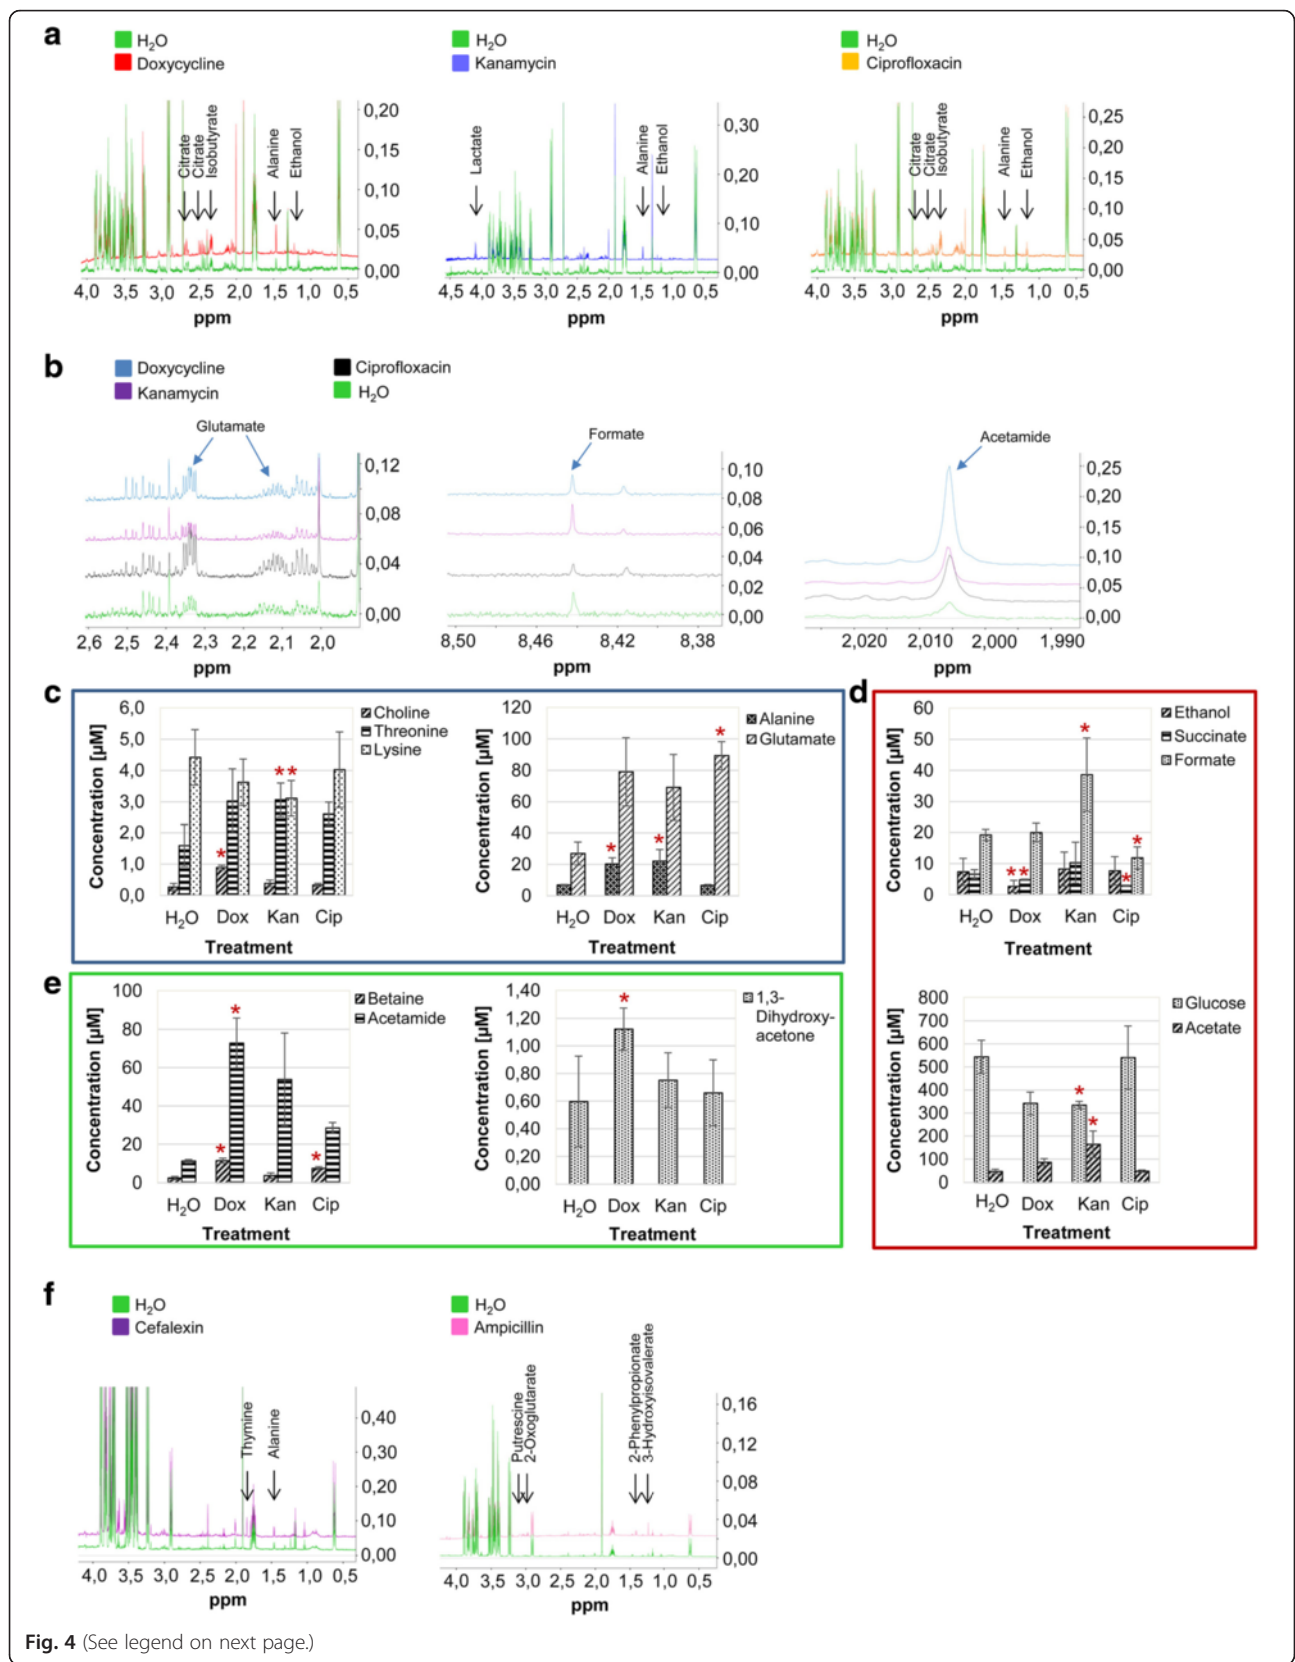 a
H₂O
Doxycycline
H₂O
Kanamycin
H₂O
Ciprofloxacin
Citrate
Citrate
Isobutyrate
Alanine
Ethanol
0,20
0,15
0,10
0,05
0,00
4,0 3,5 3,0 2,5 2,0 1,5 1,0 0,5
ppm
Lactate
Alanine
Ethanol
0,30
0,20
0,10
0,00
4,5 4,0 3,5 3,0 2,5 2,0 1,5 1,0 0,5
ppm
Citrate
Citrate
Isobutyrate
Alanine
Ethanol
0,25
0,20
0,15
0,10
0,05
0,00
4,0 3,5 3,0 2,5 2,0 1,5 1,0 0,5
ppm
b
Doxycycline
Kanamycin
Ciprofloxacin
H₂O
Glutamate
0,12
0,08
0,04
0,00
2,6 2,5 2,4 2,3 2,2 2,1 2,0
ppm
Formate
0,10
0,08
0,06
0,04
0,02
0,00
8,50 8,46 8,42 8,38
ppm
Acetamide
0,25
0,20
0,15
0,10
0,05
0,00
2,020 2,010 2,000 1,990
ppm
c
Concentration [µM]
6,0
5,0
4,0
3,0
2,0
1,0
0,0
Choline
Threonine
Lysine
*
* *
H₂O Dox Kan Cip
Treatment
Concentration [µM]
120
100
80
60
40
20
0
Alanine
Glutamate
*
*
*
H₂O Dox Kan Cip
Treatment
d
Concentration [µM]
60
50
40
30
20
10
0
Ethanol
Succinate
Formate
* *
*
*
*
H₂O Dox Kan Cip
Treatment
Concentration [µM]
800
700
600
500
400
300
200
100
0
Glucose
Acetate
*
*
H₂O Dox Kan Cip
Treatment
e
Concentration [µM]
100
80
60
40
20
0
Betaine
Acetamide
*
*
*
H₂O Dox Kan Cip
Treatment
Concentration [µM]
1,40
1,20
1,00
0,80
0,60
0,40
0,20
0,00
1,3-
Dihydroxy-
acetone
*
H₂O Dox Kan Cip
Treatment
f
H₂O
Cefalexin
Thymine
Alanine
0,40
0,30
0,20
0,10
0,00
4,0 3,5 3,0 2,5 2,0 1,5 1,0 0,5
ppm
H₂O
Ampicillin
Putrescine
2-Oxoglutarate
2-Phenylpropionate
3-Hydroxyisovalerate
0,16
0,12
0,08
0,04
0,00
4,0 3,5 3,0 2,5 2,0 1,5 1,0 0,5
ppm
Fig. 4 (See legend on next page.)